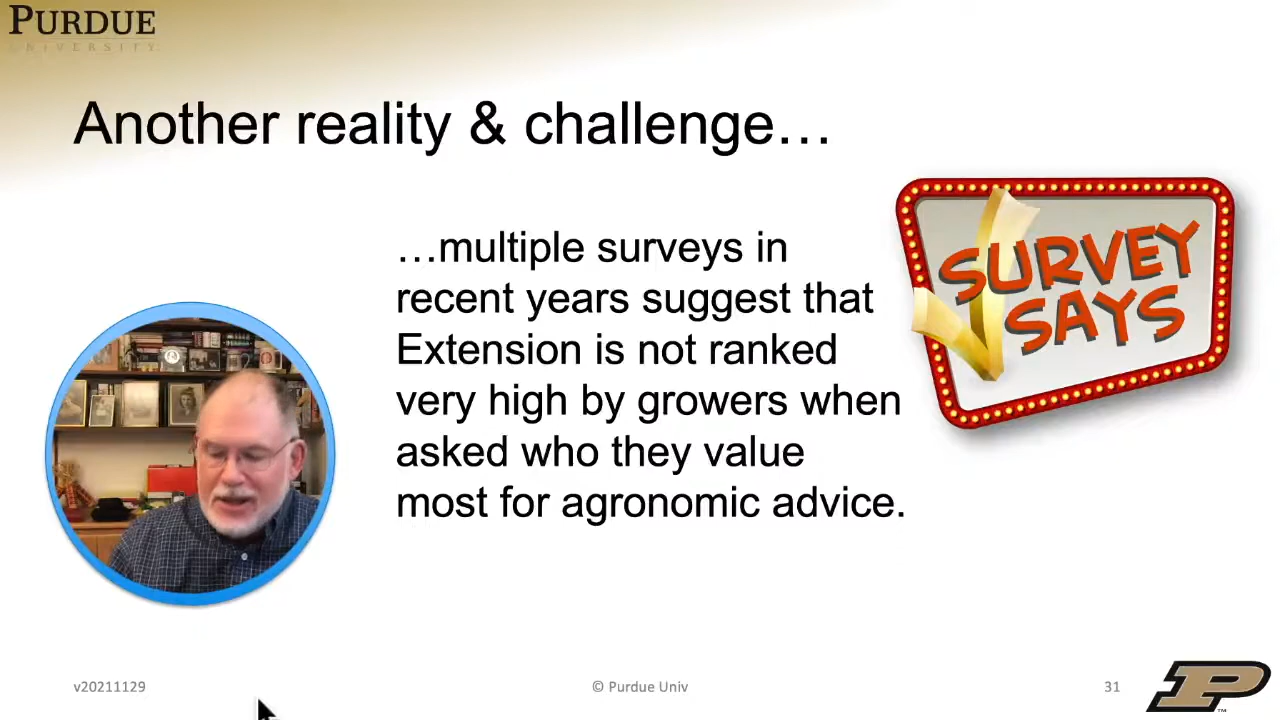 PURDUE
UNIVERSITY
Another reality & challenge…
…multiple surveys in
recent years suggest that
Extension is not ranked
very high by growers when
asked who they value
most for agronomic advice.
SURVEY
SAYS
v20211129
© Purdue Univ
31
P
TM